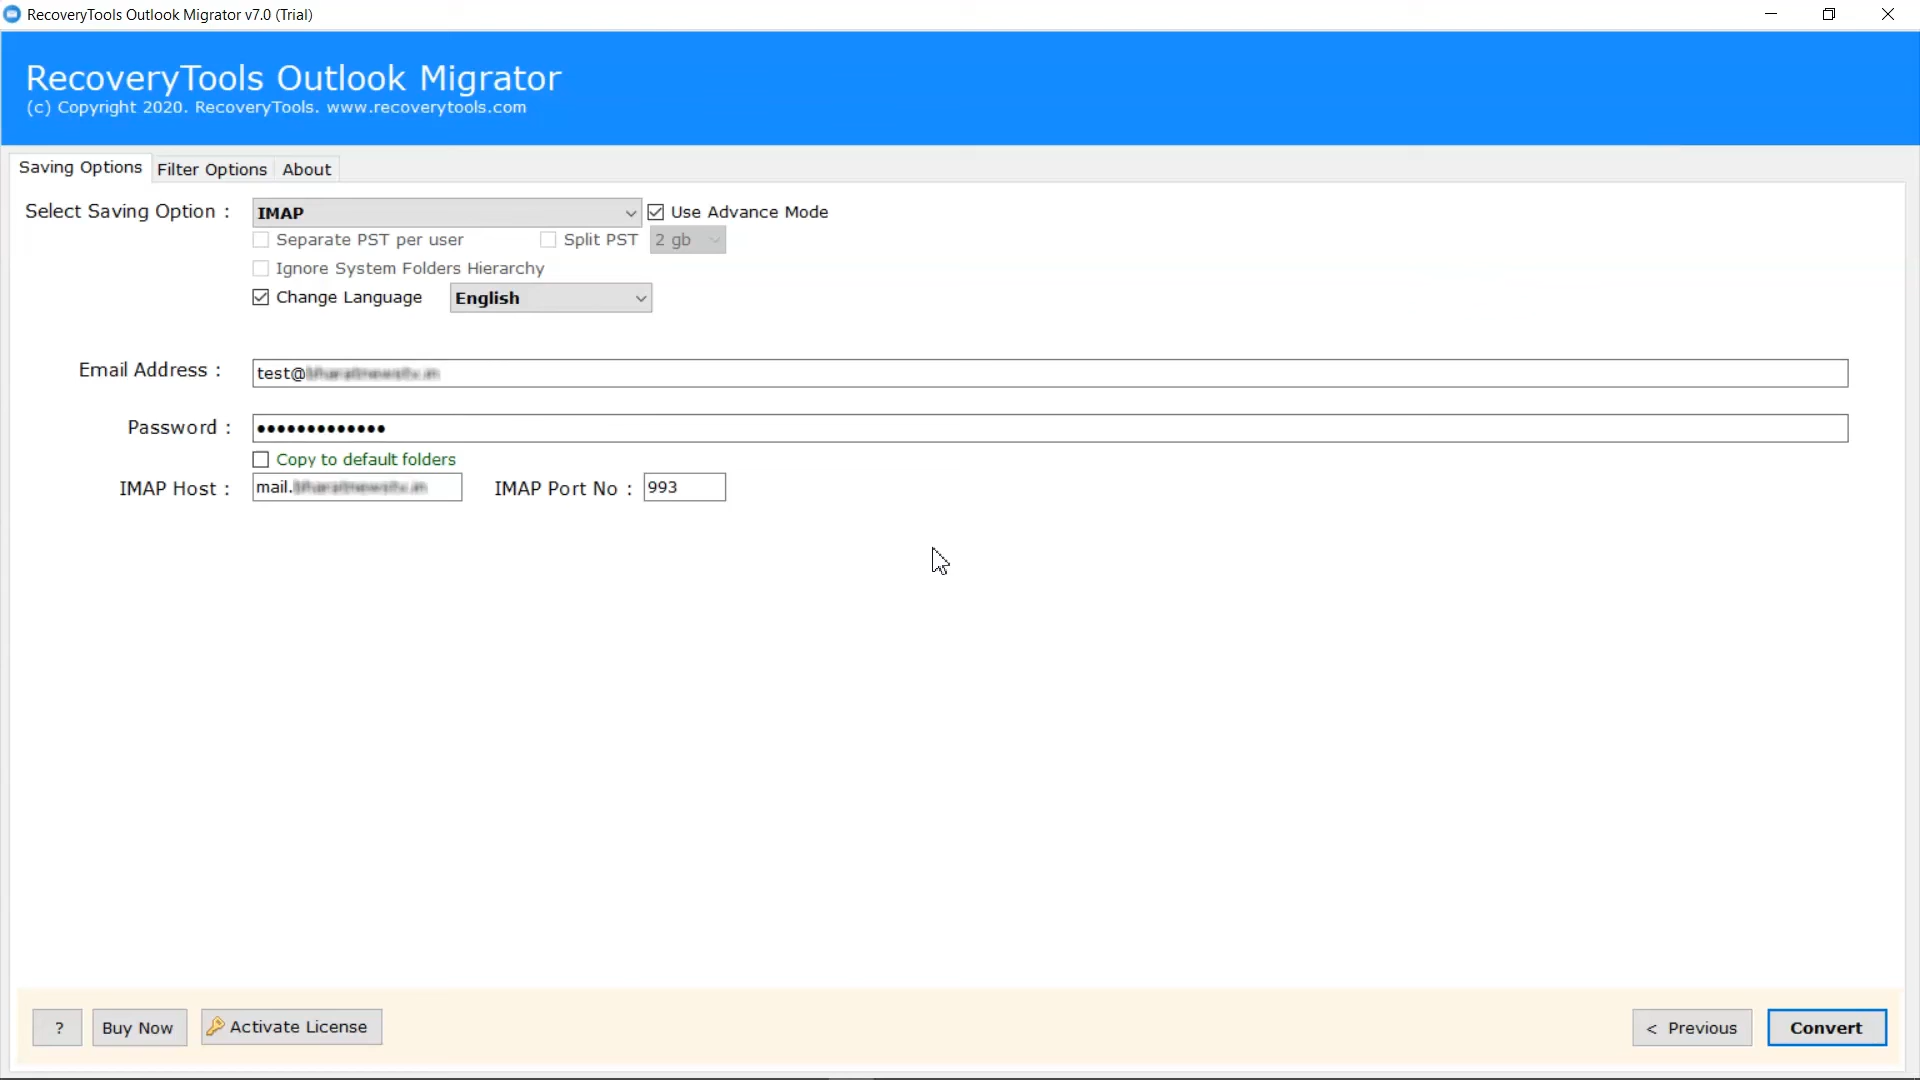 RecoveryTools Outlook Migrator v7.0 (Trial)
RecoveryTools Outlook Migrator
(c) Copyright 2020. RecoveryTools. www.recoverytools.com
Saving Options Filter Options About
Select Saving Option : IMAP Use Advance Mode
Separate PST per user Split PST 2 gb
Ignore System Folders Hierarchy
Change Language English
Email Address : test@
Password :
Copy to default folders
IMAP Host : mail. IMAP Port No : 993
? Buy Now Activate License < Previous Convert